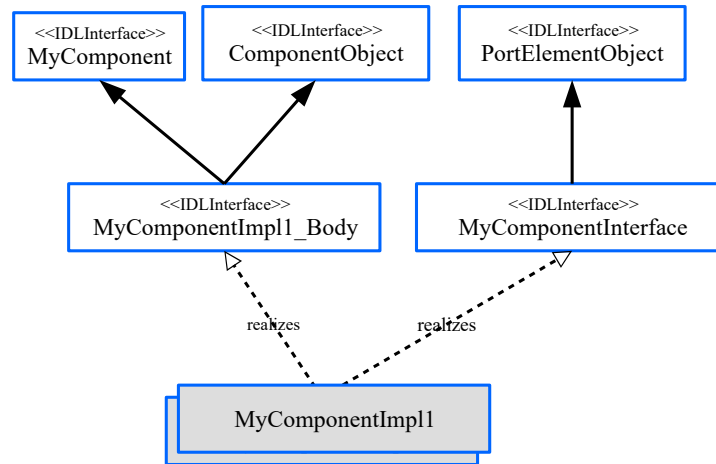 <<IDLInterface>>
MyComponent
<<IDLInterface>>
ComponentObject
<<IDLInterface>>
PortElementObject
<<IDLInterface>>
MyComponentImpl1_Body
<<IDLInterface>>
MyComponentInterface
realizes
realizes
MyComponentImpl1